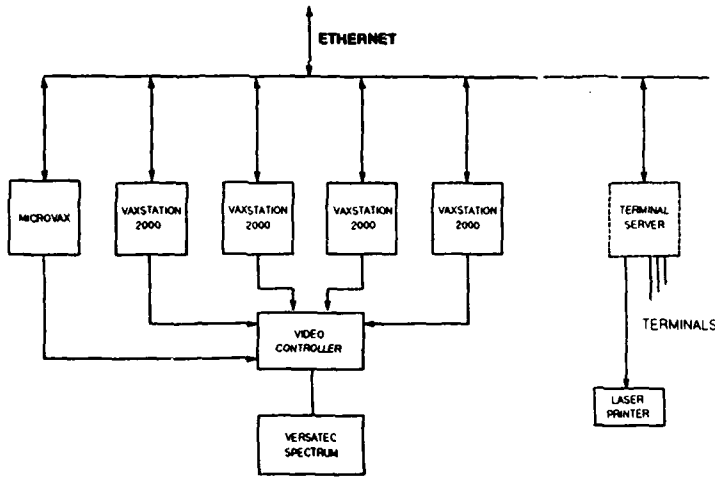 ETHERNET
MICROVAX
VAXSTATION
2000
VAXSTATION
2000
VAXSTATION
2000
VAXSTATION
2000
TERMINAL
SERVER
TERMINALS
VIDEO
CONTROLLER
LASER
PRINTER
VERSATEC
SPECTRUM